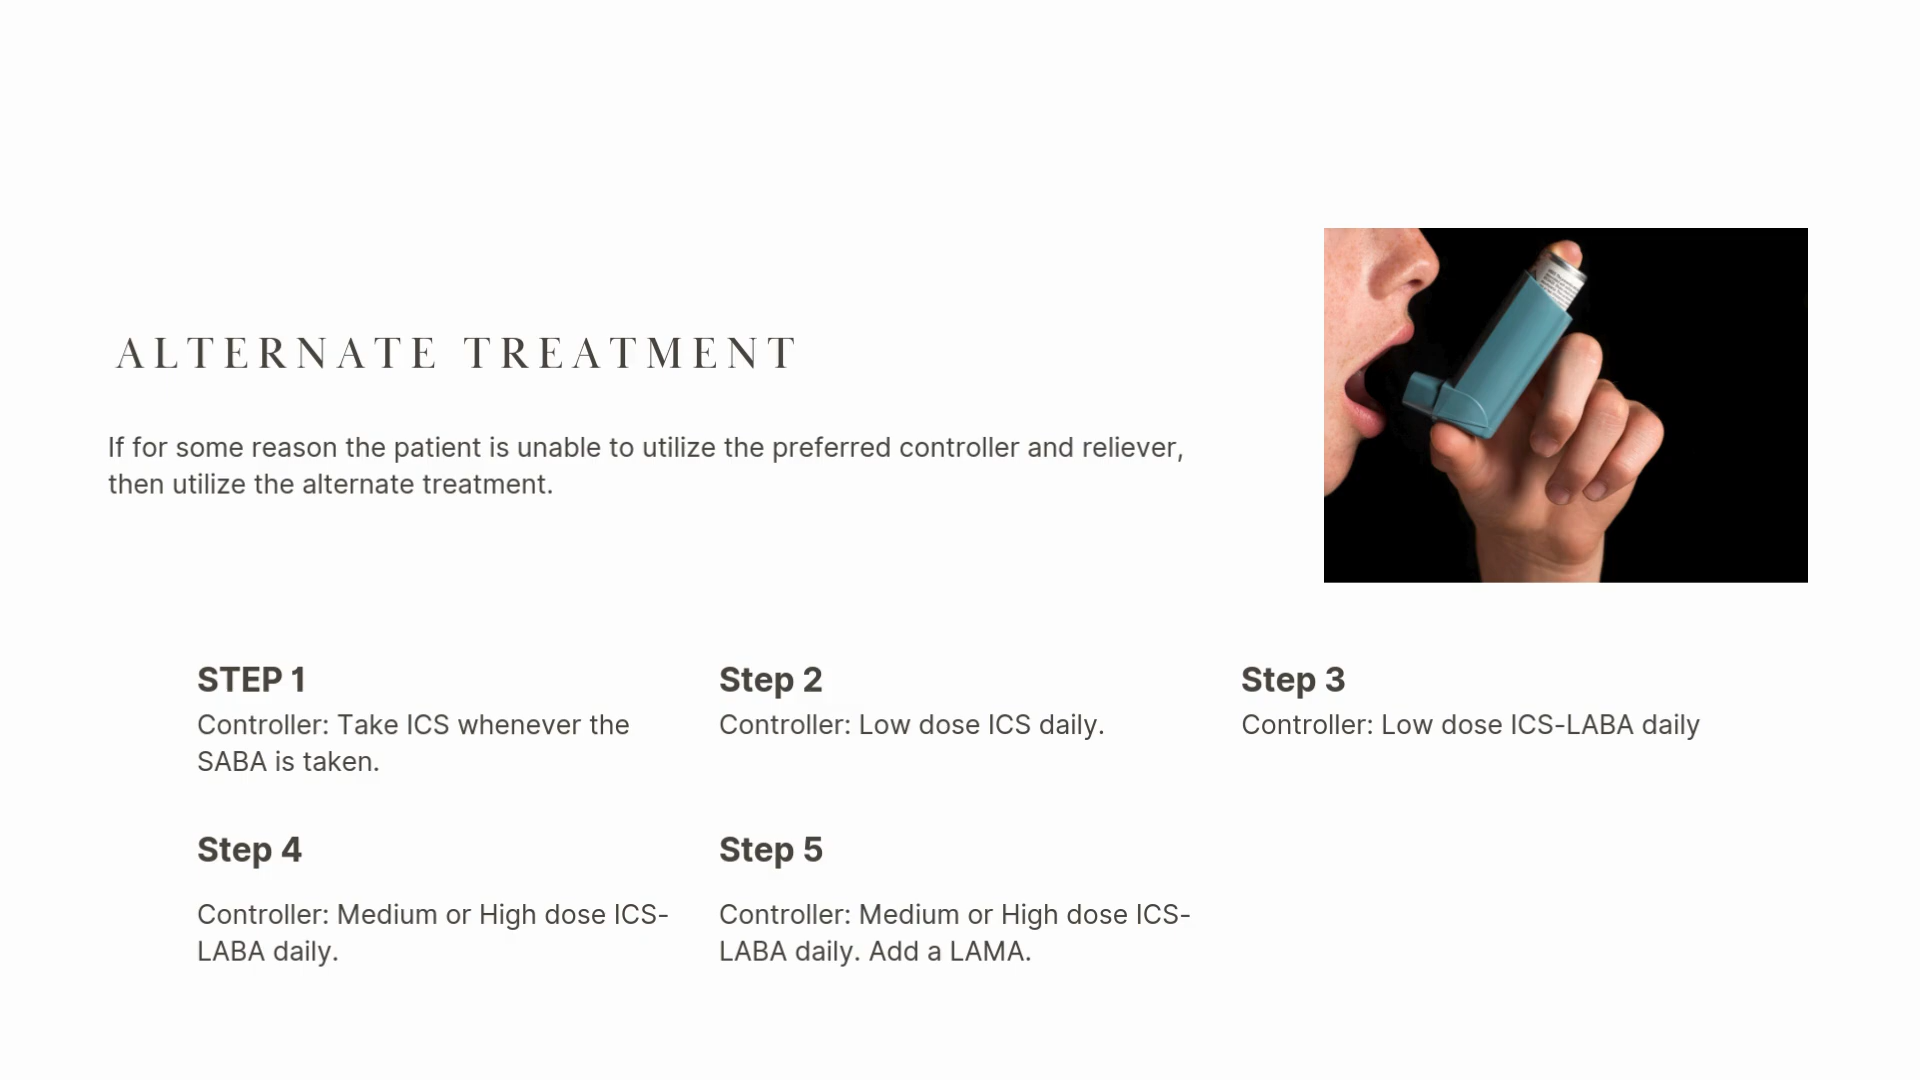 ALTERNATE TREATMENT
If for some reason the patient is unable to utilize the preferred controller and reliever,
then utilize the alternate treatment.
STEP 1
Controller: Take ICS whenever the
SABA is taken.
Step 2
Controller: Low dose ICS daily.
Step 3
Controller: Low dose ICS-LABA daily
Step 4
Controller: Medium or High dose ICS-
LABA daily.
Step 5
Controller: Medium or High dose ICS-
LABA daily. Add a LAMA.